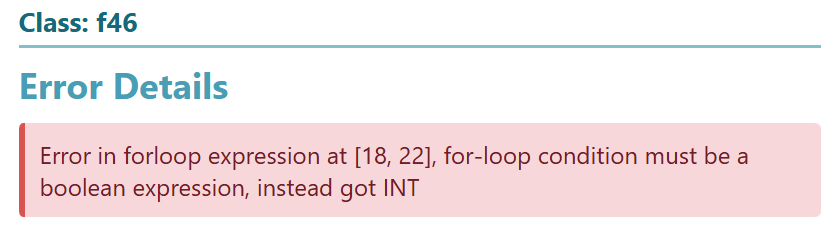 Class: f46
Error Details
Error in forloop expression at [18, 22], for-loop condition must be a
boolean expression, instead got INT